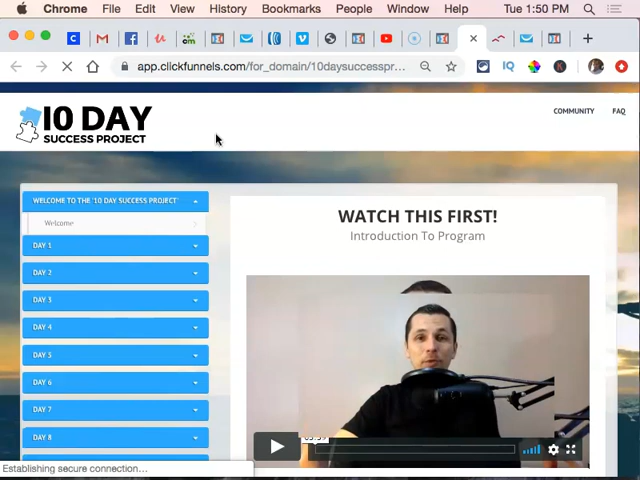 Chrome File Edit View History Bookmarks People Window Help Tue 1:50 PM
app.clickfunnels.com/for_domain/10daysuccesspr...
10 DAY
SUCCESS PROJECT
COMMUNITY FAQ
WELCOME TO THE '10 DAY SUCCESS PROJECT'
Welcome
DAY 1
DAY 2
DAY 3
DAY 4
DAY 5
DAY 6
DAY 7
DAY 8
WATCH THIS FIRST!
Introduction To Program
Establishing secure connection...